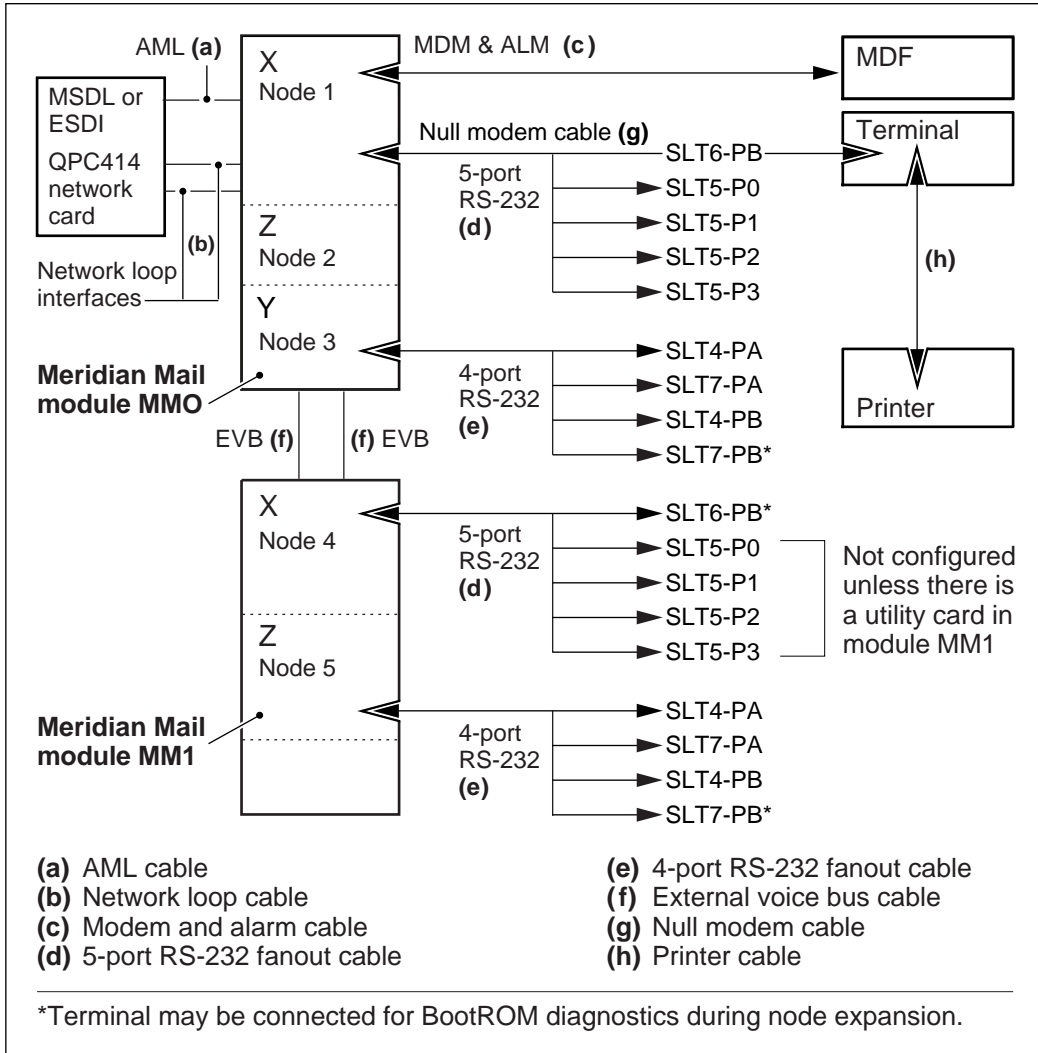 AML (a)
MDM & ALM (c)
MDF
X
Node 1
MSDL or
ESDI
QPC414
network
card
Null modem cable (g)
Terminal
5-port
RS-232
(d)
SLT6-PB
SLT5-P0
SLT5-P1
SLT5-P2
SLT5-P3
(h)
(b)
Z
Node 2
Network loop
interfaces
Y
Node 3
Meridian Mail
module MMO
4-port
RS-232
(e)
SLT4-PA
SLT7-PA
SLT4-PB
SLT7-PB*
Printer
EVB (f)
(f) EVB
X
Node 4
5-port
RS-232
(d)
SLT6-PB*
SLT5-P0
SLT5-P1
SLT5-P2
SLT5-P3
Not configured
unless there is
a utility card in
module MM1
Z
Node 5
Meridian Mail
module MM1
4-port
RS-232
(e)
SLT4-PA
SLT7-PA
SLT4-PB
SLT7-PB*
(a) AML cable
(b) Network loop cable
(c) Modem and alarm cable
(d) 5-port RS-232 fanout cable
(e) 4-port RS-232 fanout cable
(f) External voice bus cable
(g) Null modem cable
(h) Printer cable
*Terminal may be connected for BootROM diagnostics during node expansion.